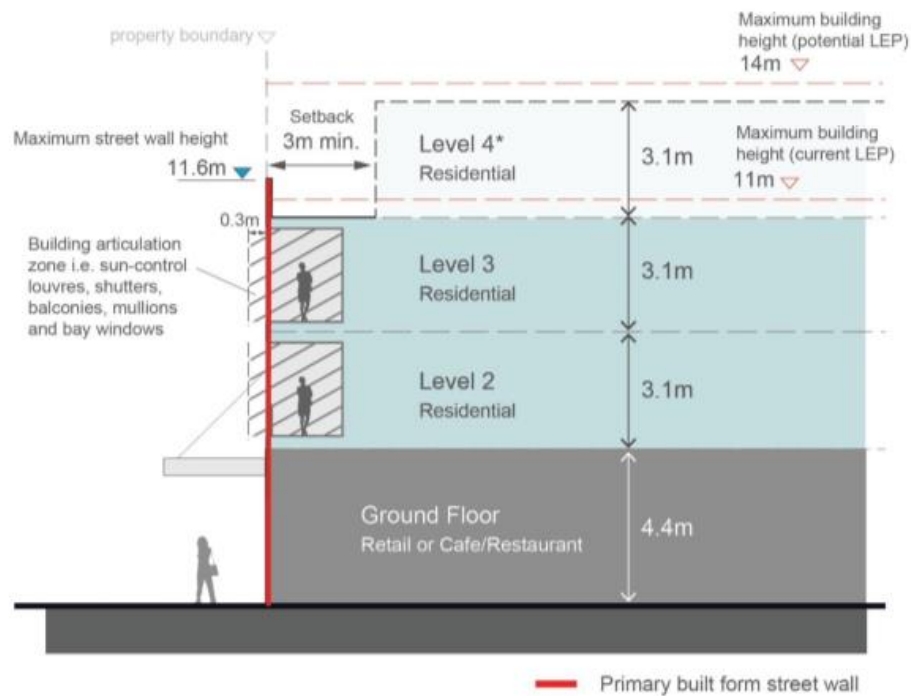 property boundary
Maximum building
height (potential LEP)
14m
Setback
3m min.
Maximum street wall height
11.6m
Level 4*
Residential
3.1m
Maximum building
height (current LEP)
11m
0.3m
Building articulation
zone i.e. sun-control
louvres, shutters,
balconies, mullions
and bay windows
Level 3
Residential
3.1m
Level 2
Residential
3.1m
Ground Floor
Retail or Cafe/Restaurant
4.4m
Primary built form street wall